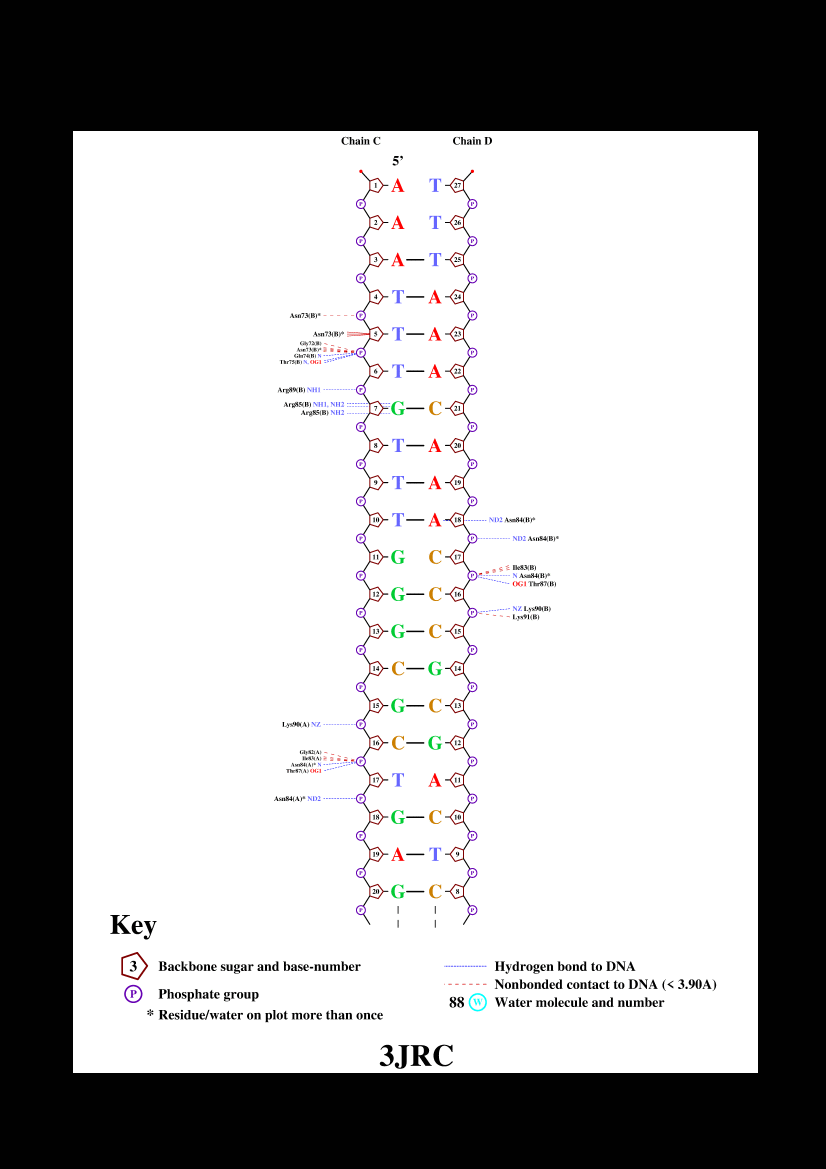 Chain C Chain D
5'
1 A T 27
P P
2 A T 26
P P
3 A T 25
P P
4 T A 24
Asn73(B)* P P
Asn73(B)* 5 T A 23
Gly72(B)
Asn73(B)* P P
Gln74(B) N
Thr75(B) N, OG1
6 T A 22
Arg89(B) NH1 P P
Arg85(B) NH1, NH2
7 G C 21
Arg85(B) NH2
P P
8 T A 20
P P
9 T A 19
P P
10 T A 18 ND2 Asn84(B)*
P P ND2 Asn84(B)*
11 G C 17
Ile83(B)
P P N Asn84(B)*
OG1 Thr87(B)
12 G C 16
P P NZ Lys90(B)
Lys91(B)
13 G C 15
P P
14 C G 14
P P
15 G C 13
Lys90(A) NZ P P
16 C G 12
Gly82(A)
Ile83(A) P P
Asn84(A)* N
Thr87(A) OG1
17 T A 11
Asn84(A)* ND2 P P
18 G C 10
P P
19 A T 9
P P
20 G C 8
P P
Key
3 Backbone sugar and base-number
P Phosphate group
* Residue/water on plot more than once
Hydrogen bond to DNA
Nonbonded contact to DNA (< 3.90A)
88 W Water molecule and number
3JRC